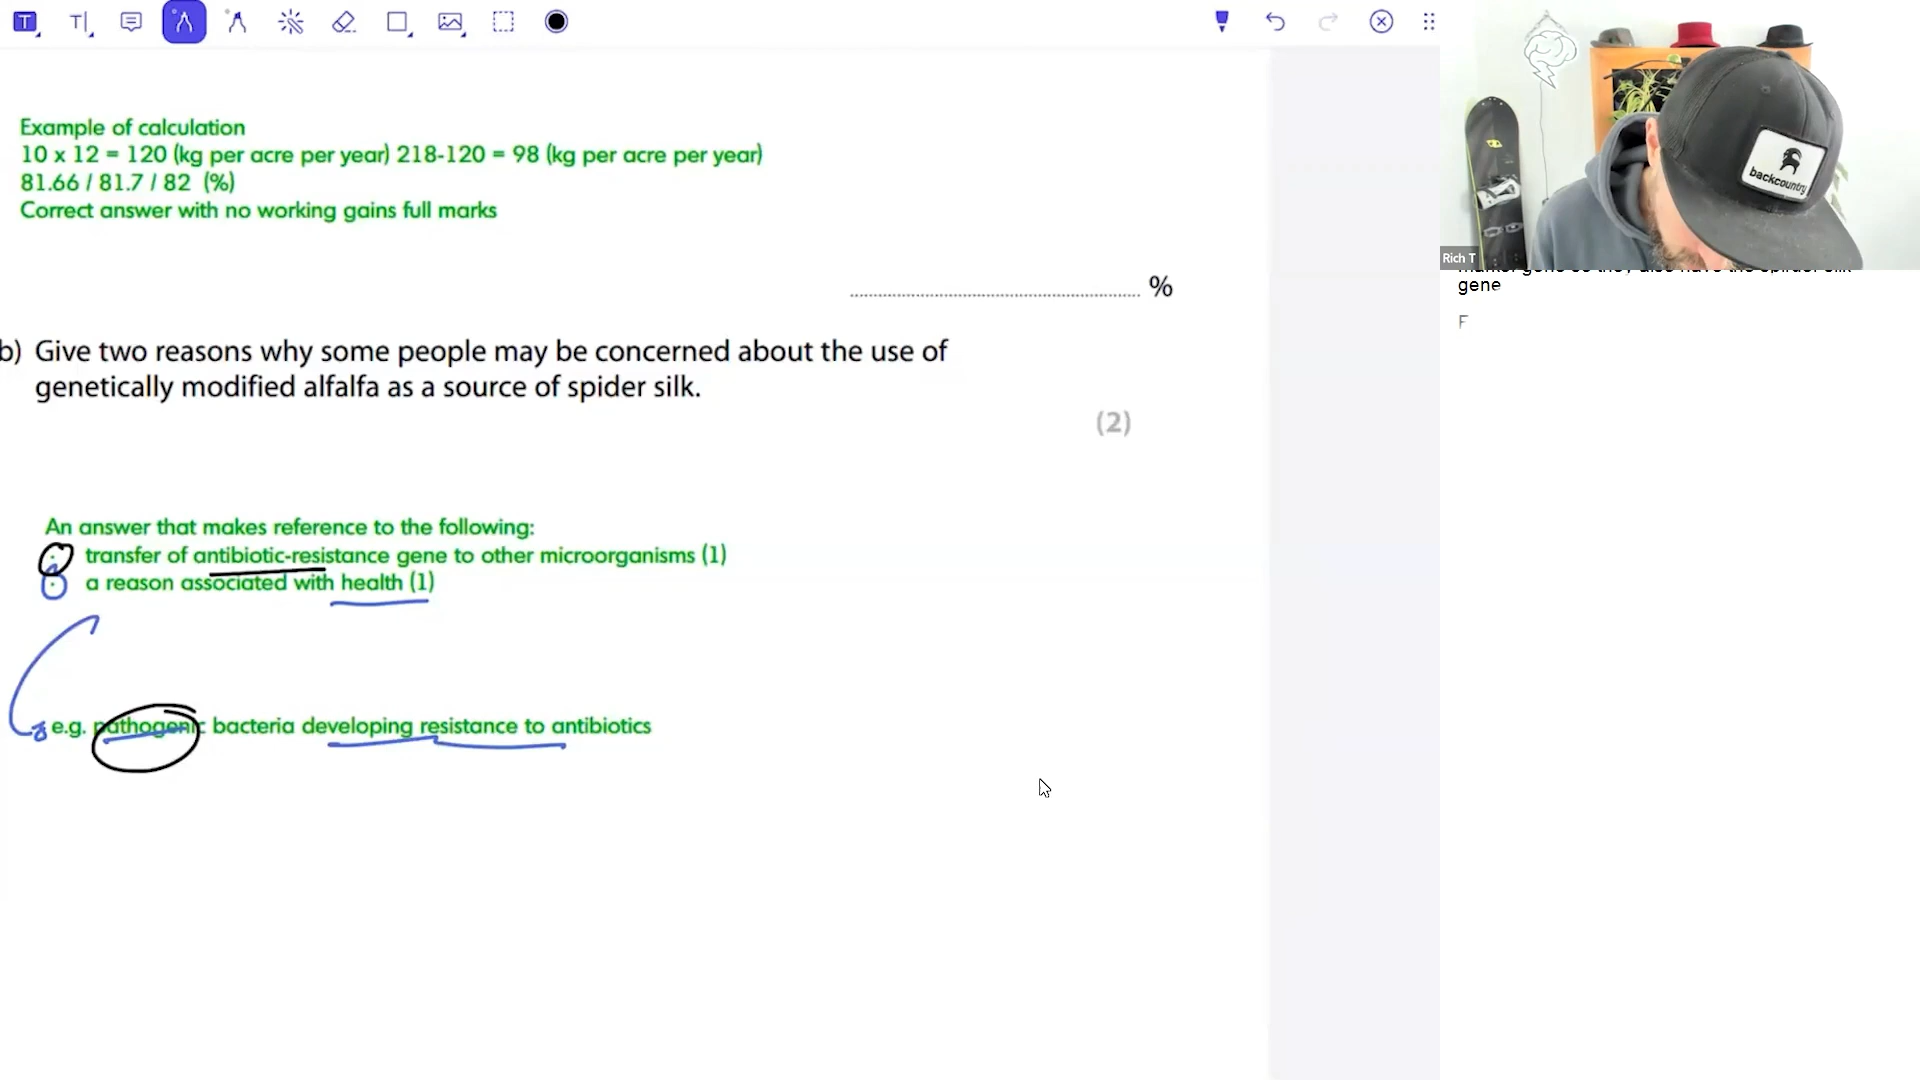 Example of calculation
10 x 12 = 120 (kg per acre per year) 218-120 = 98 (kg per acre per year)
81.66 / 81.7 / 82 (%)
Correct answer with no working gains full marks
%
b) Give two reasons why some people may be concerned about the use of
genetically modified alfalfa as a source of spider silk.
(2)
An answer that makes reference to the following:
transfer of antibiotic-resistance gene to other microorganisms (1)
a reason associated with health (1)
e.g. pathogenic bacteria developing resistance to antibiotics
backcountry
Rich T
gene
F